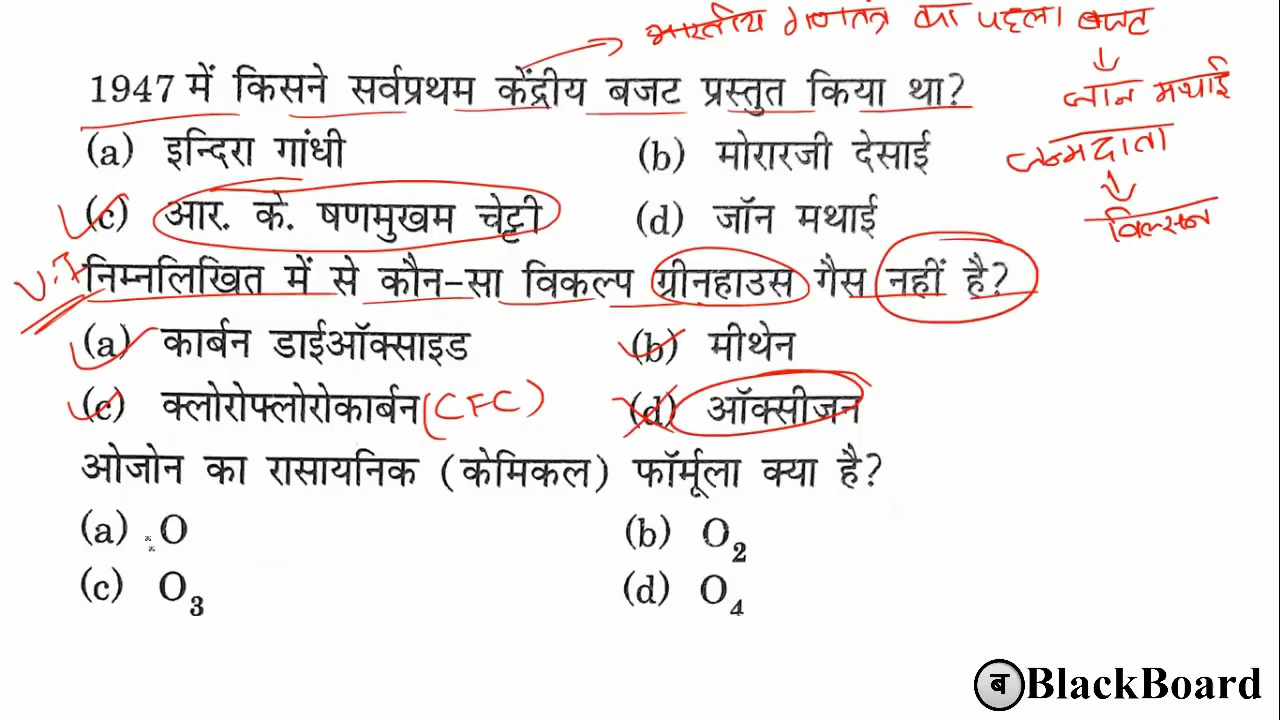 भारतीय गणतंत्र का पहला बजट
1947 में किसने सर्वप्रथम केंद्रीय बजट प्रस्तुत किया था?
जान मथाई
(a) इन्दिरा गांधी (b) मोरारजी देसाई
जन्मदाता
(c) आर. के. षणमुखम चेट्टी (d) जॉन मथाई
विल्सन
निम्नलिखित में से कौन-सा विकल्प ग्रीनहाउस गैस नहीं है?
(a) कार्बन डाईऑक्साइड (b) मीथेन
(c) क्लोरोफ्लोरोकार्बन (CFC) (d) ऑक्सीजन
ओजोन का रासायनिक (केमिकल) फॉर्मूला क्या है?
(a) O (b) O₂
(c) O₃ (d) O₄
ब BlackBoard